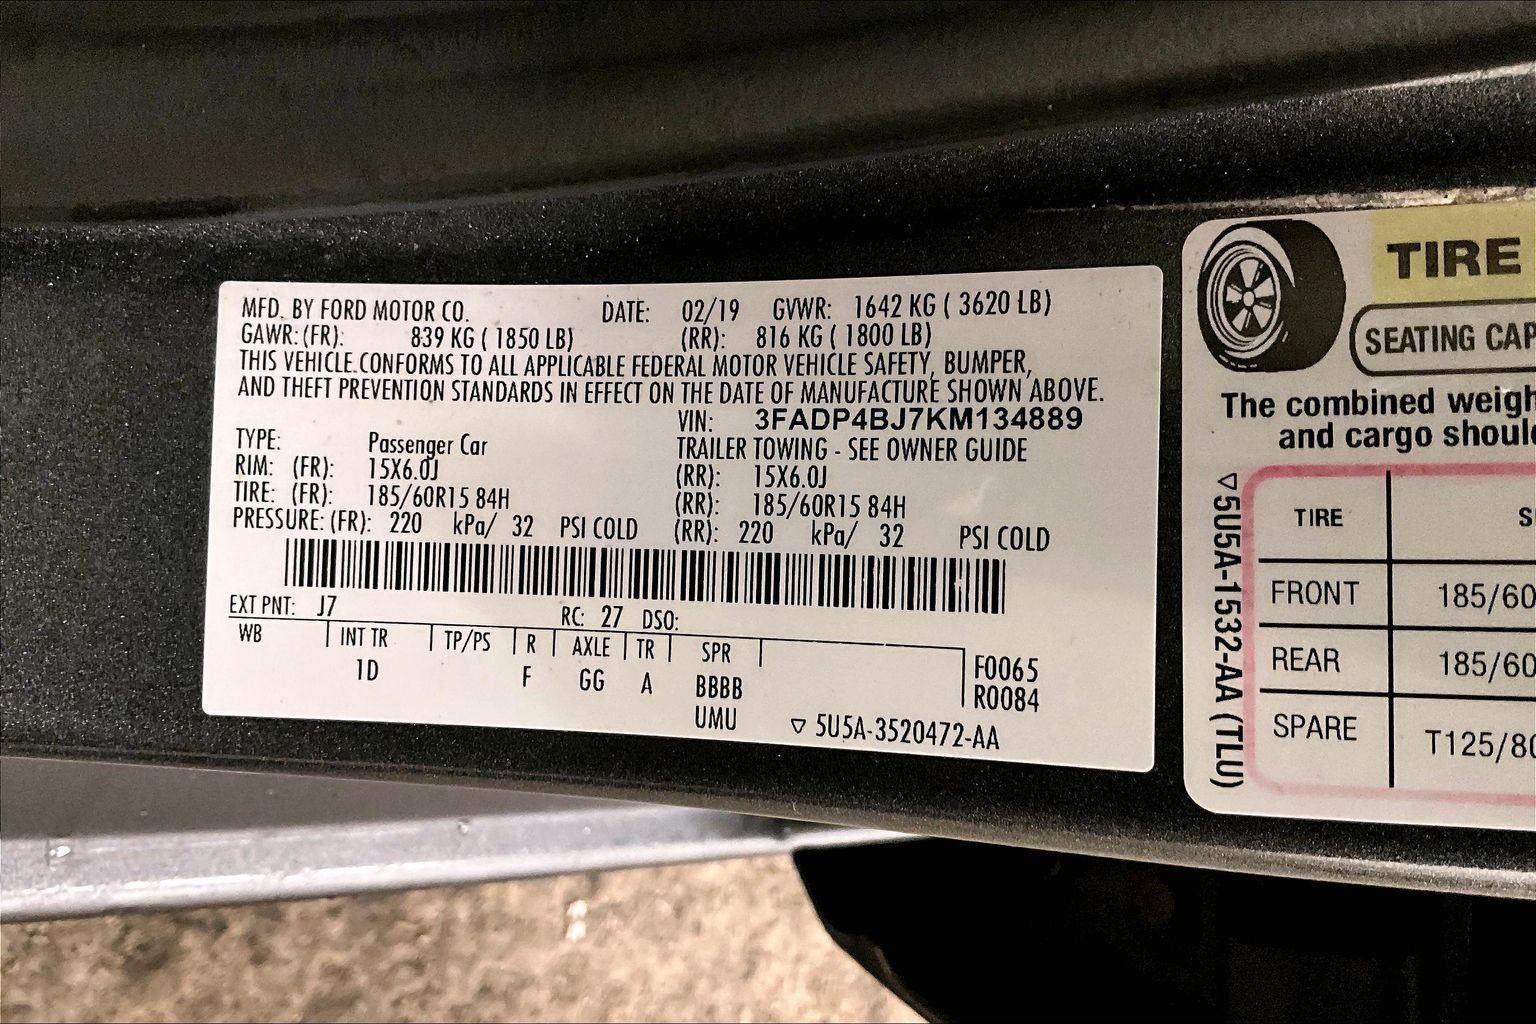 MFD. BY FORD MOTOR CO. DATE: 02/19 GVWR: 1642 KG ( 3620 LB)
GAWR: (FR): 839 KG ( 1850 LB) (RR): 816 KG ( 1800 LB)
THIS VEHICLE CONFORMS TO ALL APPLICABLE FEDERAL MOTOR VEHICLE SAFETY, BUMPER,
AND THEFT PREVENTION STANDARDS IN EFFECT ON THE DATE OF MANUFACTURE SHOWN ABOVE.
VIN: 3FADP4BJ7KM134889
TYPE: Passenger Car TRAILER TOWING - SEE OWNER GUIDE
RIM: (FR): 15X6.0J (RR): 15X6.0J
TIRE: (FR): 185/60R15 84H (RR): 185/60R15 84H
PRESSURE: (FR): 220 kPa/ 32 PSI COLD (RR): 220 kPa/ 32 PSI COLD
EXT PNT: J7 RC: 27 DSO:
WB INT TR TP/PS R AXLE TR SPR
1D F GG A BBBB F0065
UMU R0084
▽ 5U5A-3520472-AA
TIRE
SEATING CAP
The combined weigh
and cargo shoul
▽5U5A-1532-AA (TLU)
TIRE S
FRONT 185/60
REAR 185/60
SPARE T125/80